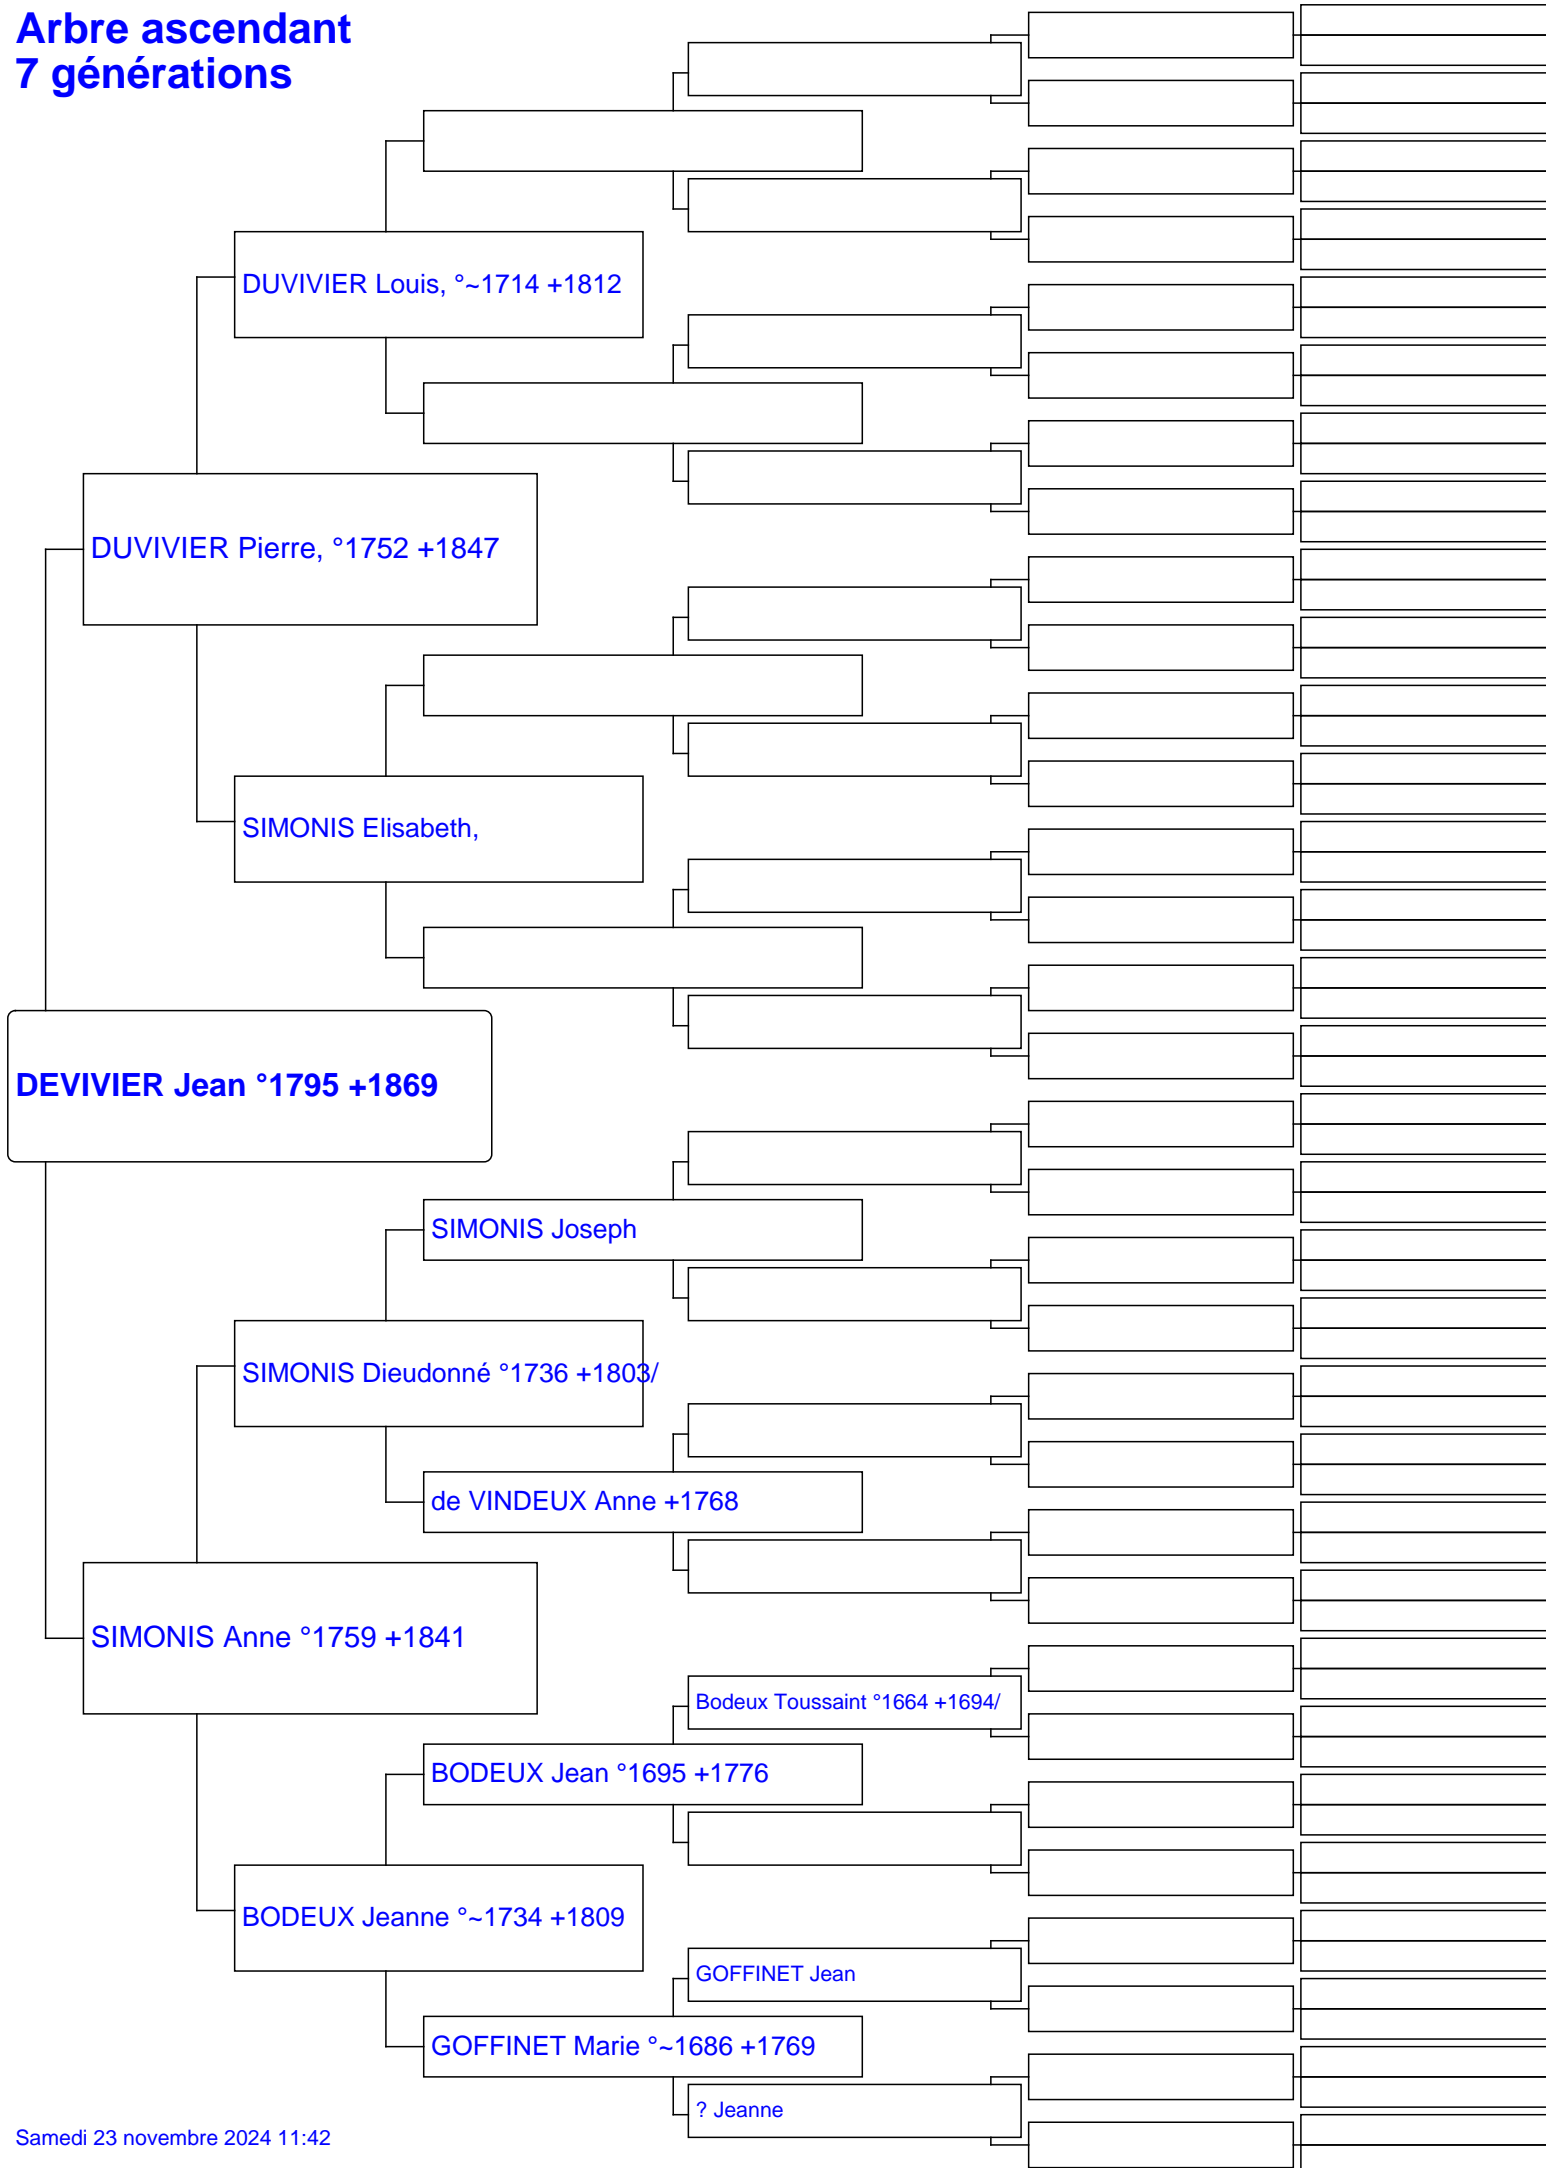 Arbre ascendant
7 générations
DUVIVIER Louis, °~1714 +1812
DUVIVIER Pierre, °1752 +1847
SIMONIS Elisabeth,
DEVIVIER Jean °1795 +1869
SIMONIS Joseph
SIMONIS Dieudonné °1736 +1803/
de VINDEUX Anne +1768
SIMONIS Anne °1759 +1841
Bodeux Toussaint °1664 +1694/
BODEUX Jean °1695 +1776
BODEUX Jeanne °~1734 +1809
GOFFINET Jean
GOFFINET Marie °~1686 +1769
? Jeanne
Samedi 23 novembre 2024 11:42